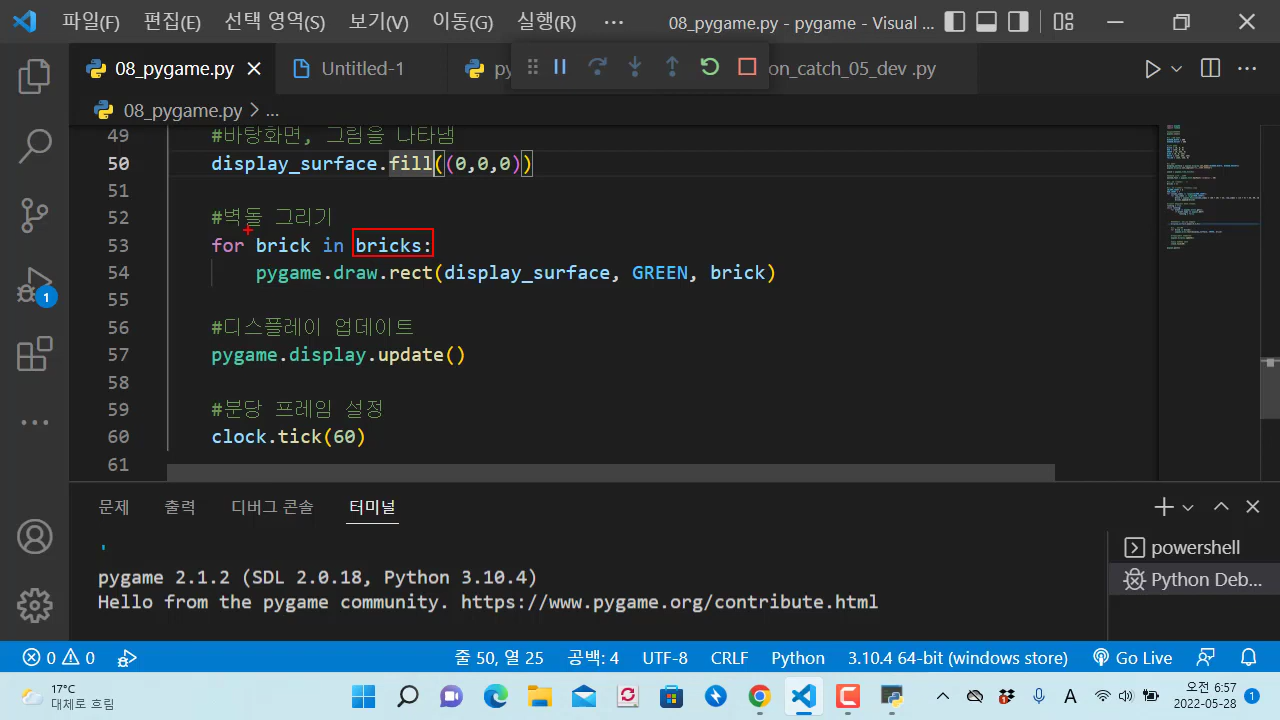 파일(F) 편집(E) 선택 영역(S) 보기(V) 이동(G) 실행(R) ··· 08_pygame.py - pygame - Visual ...
08_pygame.py Untitled-1 py on_catch_05_dev .py
08_pygame.py > ...
49 #바탕화면, 그림을 나타냄
50 display_surface.fill((0,0,0))
51
52 #벽돌 그리기
53 for brick in bricks:
54 pygame.draw.rect(display_surface, GREEN, brick)
55
56 #디스플레이 업데이트
57 pygame.display.update()
58
59 #분당 프레임 설정
60 clock.tick(60)
61
1
문제 출력 디버그 콘솔 터미널
'
pygame 2.1.2 (SDL 2.0.18, Python 3.10.4)
Hello from the pygame community. https://www.pygame.org/contribute.html
powershell
Python Deb...
0 0 줄 50, 열 25 공백: 4 UTF-8 CRLF Python 3.10.4 64-bit (windows store) Go Live
17°C
대체로 흐림
A
오전 6:57
2022-05-28
1